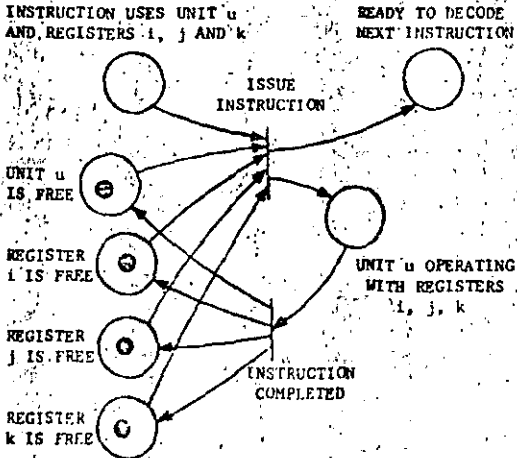 INSTRUCTION USES UNIT u
AND REGISTERS i, j AND k
READY TO DECODE
NEXT INSTRUCTION
ISSUE
INSTRUCTION
UNIT u
IS FREE
REGISTER
i IS FREE
UNIT u OPERATING
WITH REGISTERS
i, j, k
REGISTER
j IS FREE
INSTRUCTION
COMPLETED
REGISTER
k IS FREE